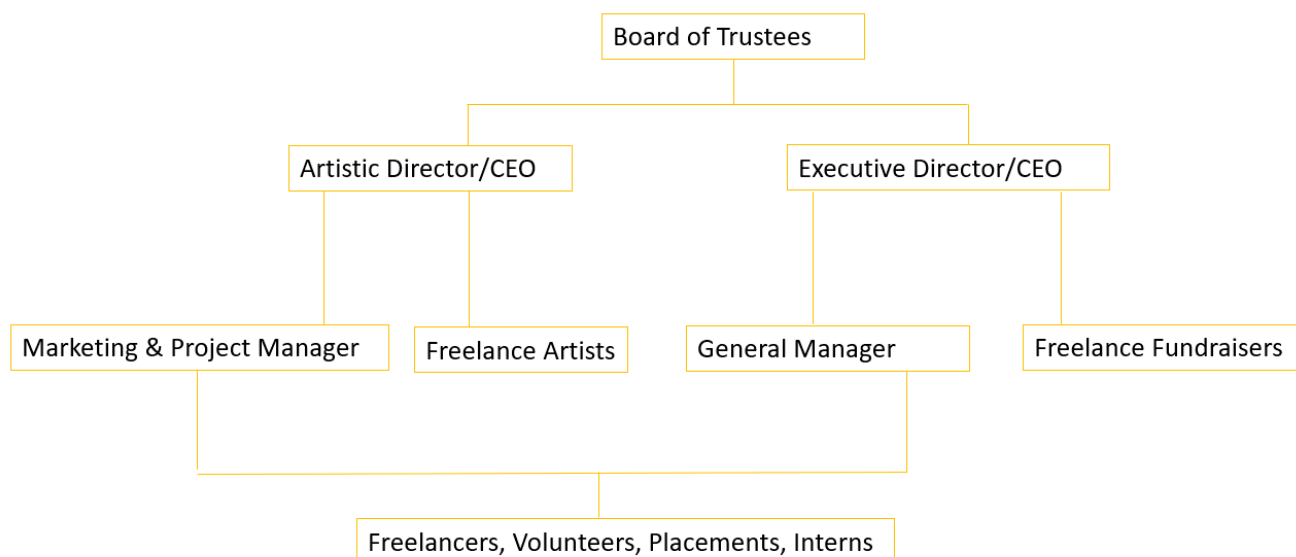 Board of Trustees
Artistic Director/CEO
Executive Director/CEO
Marketing & Project Manager
Freelance Artists
General Manager
Freelance Fundraisers
Freelancers, Volunteers, Placements, Interns